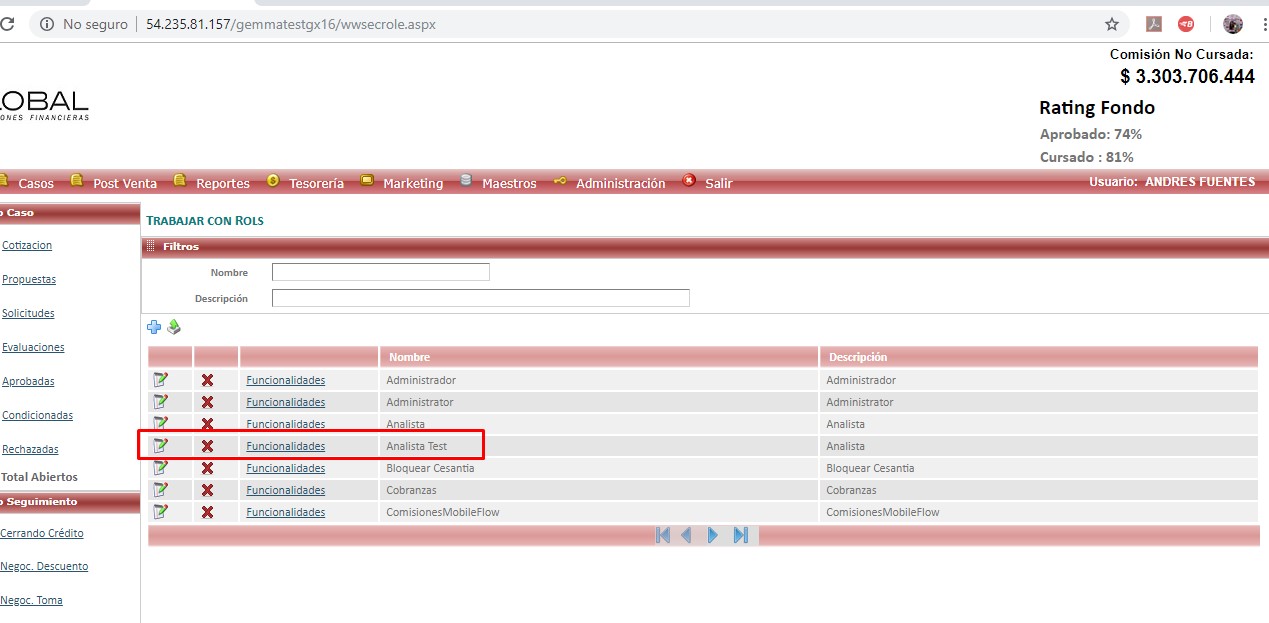 No seguro | 54.235.81.157/gemmatestgx16/wwsecrole.aspx
Comisión No Cursada:
$ 3.303.706.444
LOBAL
ONES FINANCIERAS
Rating Fondo
Aprobado: 74%
Cursado : 81%
Casos Post Venta Reportes Tesorería Marketing Maestros Administración Salir Usuario: ANDRES FUENTES
o Caso
Cotizacion
Propuestas
Solicitudes
Evaluaciones
Aprobadas
Condicionadas
Rechazadas
Total Abiertos
o Seguimiento
Cerrando Crédito
Negoc. Descuento
Negoc. Toma
TRABAJAR CON ROLS
Filtros
Nombre
Descripción
Nombre Descripción
Funcionalidades Administrador Administrador
Funcionalidades Administrator Administrator
Funcionalidades Analista Analista
Funcionalidades Analista Test Analista
Funcionalidades Bloquear Cesantia Bloquear Cesantia
Funcionalidades Cobranzas Cobranzas
Funcionalidades ComisionesMobileFlow ComisionesMobileFlow